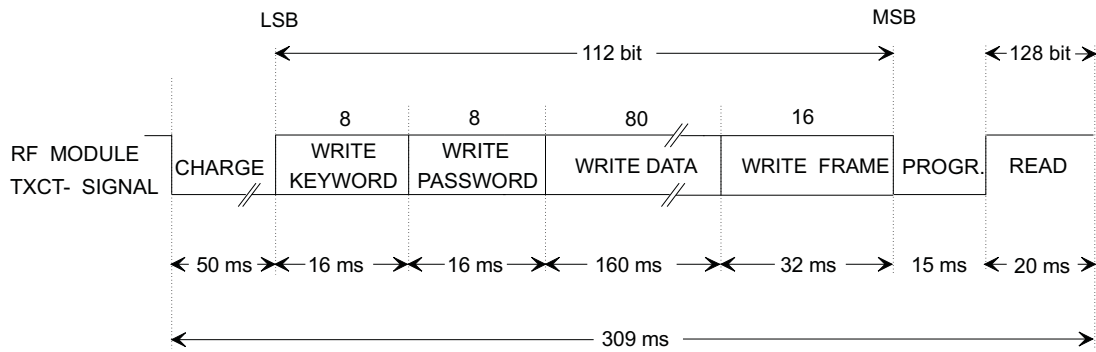 LSB
MSB
112 bit
128 bit
8
8
80
16
RF MODULE
TXCT- SIGNAL
CHARGE
WRITE
KEYWORD
WRITE
PASSWORD
WRITE DATA
WRITE FRAME
PROGR.
READ
50 ms
16 ms
16 ms
160 ms
32 ms
15 ms
20 ms
309 ms